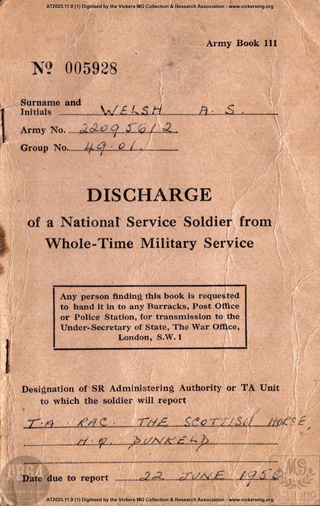 AT2025.11.9 (1) Digitised by the Vickers MG Collection & Research Association - www.vickersmg.org
Army Book 111
No 005928
Surname and
Initials WELSH A. S.
Army No. 22095612
Group No. 49.01.
DISCHARGE
of a National Service Soldier from
Whole-Time Military Service
Any person finding this book is requested
to hand it in to any Barracks, Post Office
or Police Station, for transmission to the
Under-Secretary of State, The War Office,
London, S.W.1
Designation of SR Administering Authority or TA Unit
to which the soldier will report
T.A. RAC. THE SCOTTISH HORSE,
H.Q. DUNKELD
Date due to report 22 JUNE 1950
AT2025.11.9 (1) Digitised by the Vickers MG Collection & Research Association - www.vickersmg.org